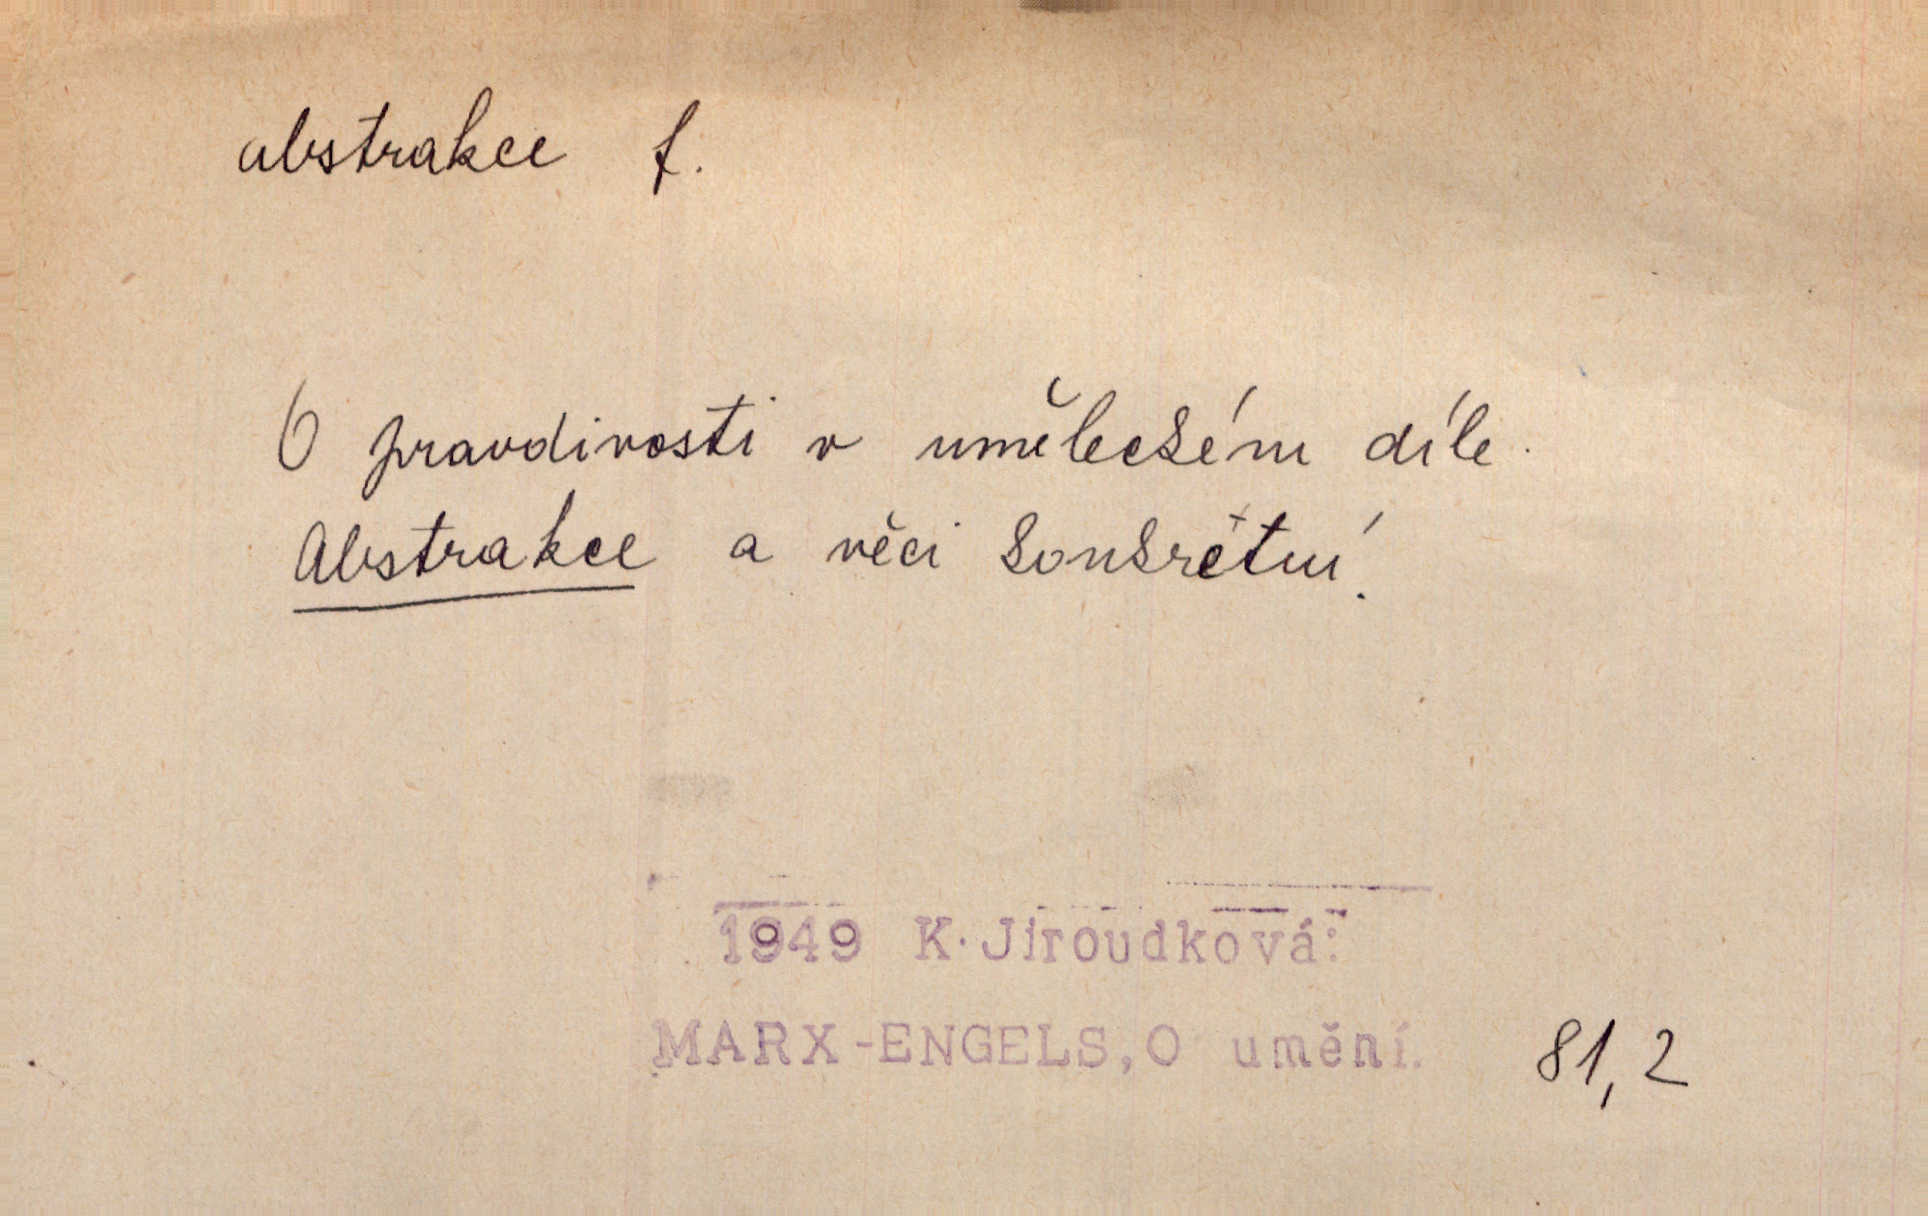 abstrakce f.
O pravdivosti v uměleckém díle.
Abstrakce a věci konkrétní.
1949 K. Jiroudková:
MARX-ENGELS, O umění. 81,2